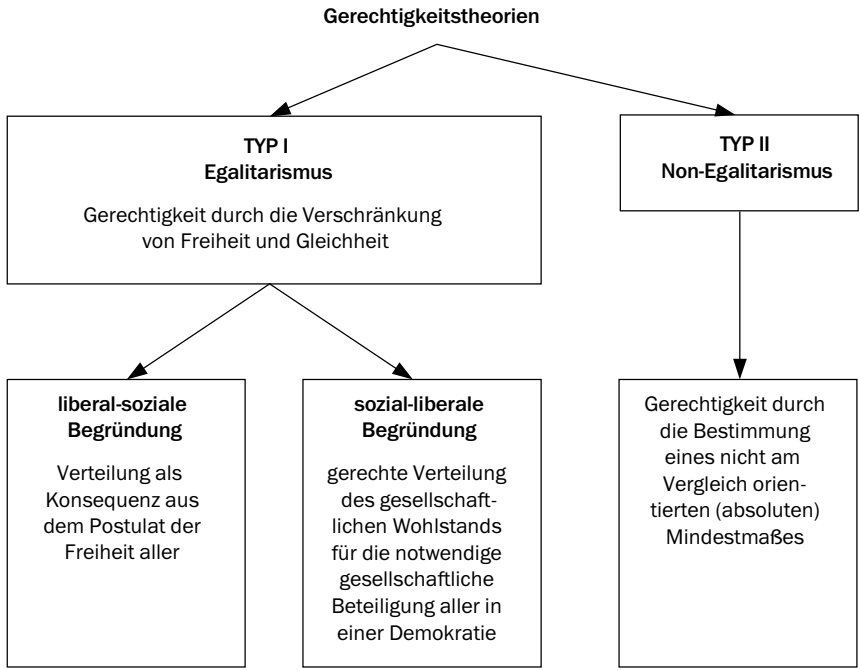 Gerechtigkeitstheorien
TYP I
Egalitarismus
Gerechtigkeit durch die Verschränkung
von Freiheit und Gleichheit
TYP II
Non-Egalitarismus
liberal-soziale
Begründung
Verteilung als
Konsequenz aus
dem Postulat der
Freiheit aller
sozial-liberale
Begründung
gerechte Verteilung
des gesellschaft-
lichen Wohlstands
für die notwendige
gesellschaftliche
Beteiligung aller in
einer Demokratie
Gerechtigkeit durch
die Bestimmung
eines nicht am
Vergleich orien-
tierten (absoluten)
Mindestmaßes